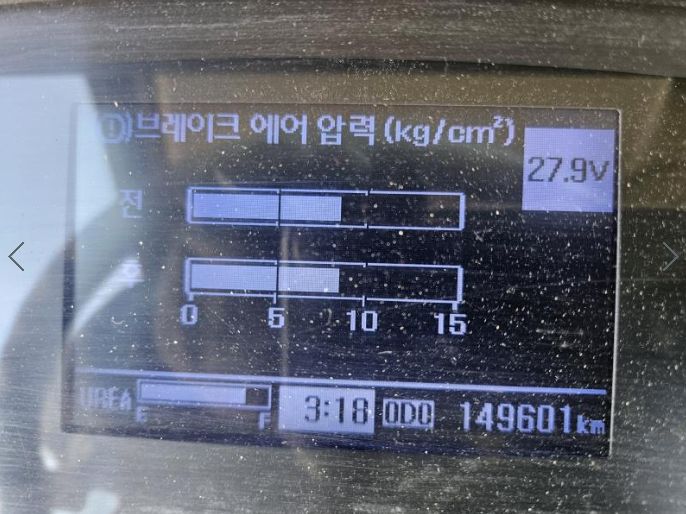 브레이크 에어 압력 (kg/cm²)
27.9V
전
후
0 5 10 15
UREA E F 3:18 ODO 149601km